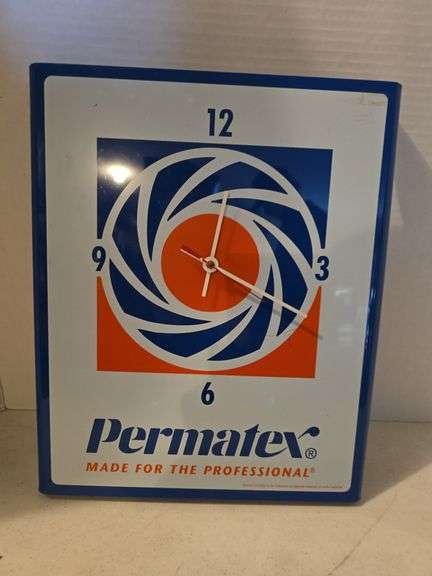 12
9 3
6
Permatex®
MADE FOR THE PROFESSIONAL®